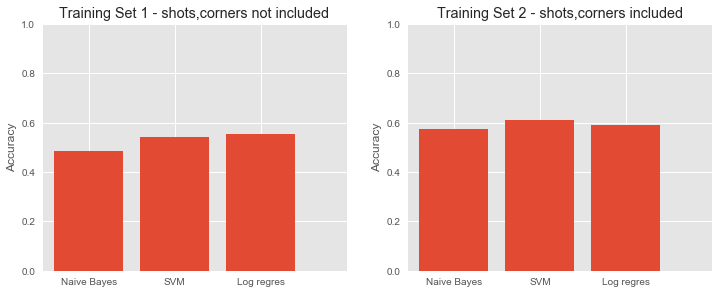 Training Set 1 - shots,corners not included
1.0
0.8
0.6
0.4
0.2
0.0
Accuracy
Naive Bayes SVM Log regres
Training Set 2 - shots,corners included
1.0
0.8
0.6
0.4
0.2
0.0
Accuracy
Naive Bayes SVM Log regres